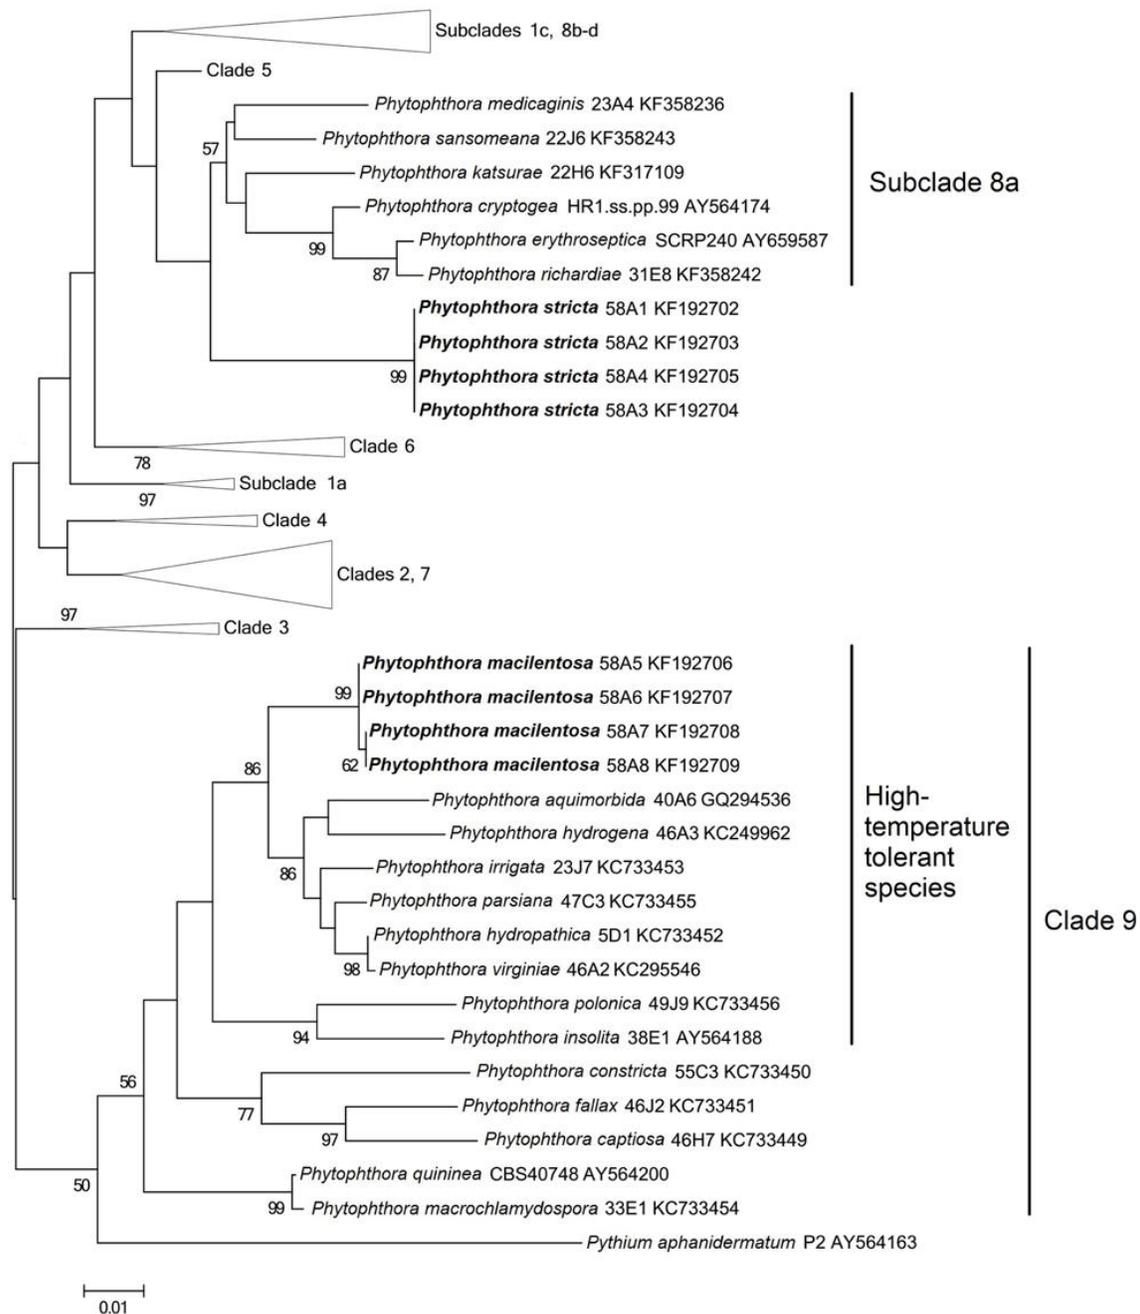 Subclades 1c, 8b-d
Clade 5
Phytophthora medicaginis 23A4 KF358236
Phytophthora sansomeana 22J6 KF358243
57
Phytophthora katsurae 22H6 KF317109
Subclade 8a
Phytophthora cryptogea HR1.ss.pp.99 AY564174
99
Phytophthora erythroseptica SCRP240 AY659587
87
Phytophthora richardiae 31E8 KF358242
Phytophthora stricta 58A1 KF192702
Phytophthora stricta 58A2 KF192703
99
Phytophthora stricta 58A4 KF192705
Phytophthora stricta 58A3 KF192704
Clade 6
78
Subclade 1a
97
Clade 4
Clades 2, 7
97
Clade 3
Phytophthora macilentosa 58A5 KF192706
99
Phytophthora macilentosa 58A6 KF192707
Phytophthora macilentosa 58A7 KF192708
62
Phytophthora macilentosa 58A8 KF192709
86
Phytophthora aquimorbida 40A6 GQ294536
Phytophthora hydrogena 46A3 KC249962
86
Phytophthora irrigata 23J7 KC733453
High-
temperature
tolerant
species
Phytophthora parsiana 47C3 KC733455
Clade 9
Phytophthora hydropathica 5D1 KC733452
98
Phytophthora virginiae 46A2 KC295546
Phytophthora polonica 49J9 KC733456
94
Phytophthora insolita 38E1 AY564188
Phytophthora constricta 55C3 KC733450
56
77
Phytophthora fallax 46J2 KC733451
97
Phytophthora captiosa 46H7 KC733449
Phytophthora quininea CBS40748 AY564200
50
99
Phytophthora macrochlamydospora 33E1 KC733454
Pythium aphanidermatum P2 AY564163
0.01